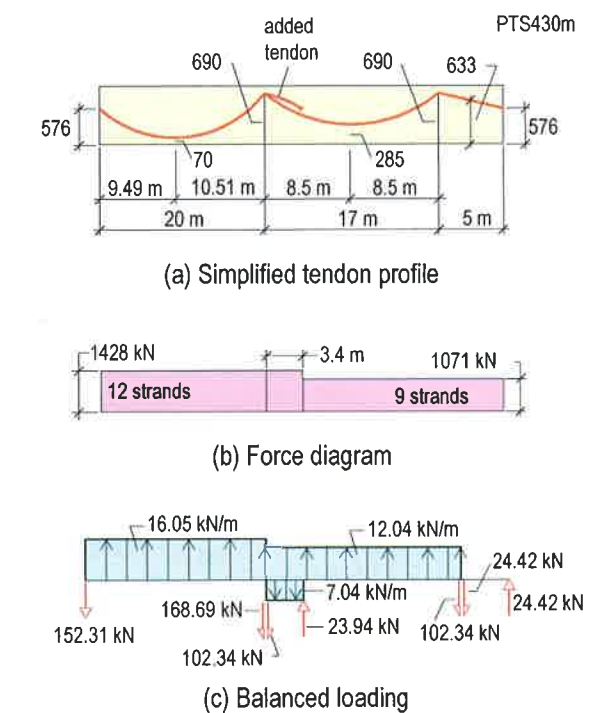 added
tendon
PTS430m
690
690
633
576
576
70
285
9.49 m
10.51 m
8.5 m
8.5 m
20 m
17 m
5 m
(a) Simplified tendon profile
1428 kN
3.4 m
1071 kN
12 strands
9 strands
(b) Force diagram
16.05 kN/m
12.04 kN/m
24.42 kN
7.04 kN/m
168.69 kN
23.94 kN
24.42 kN
152.31 kN
102.34 kN
102.34 kN
(c) Balanced loading